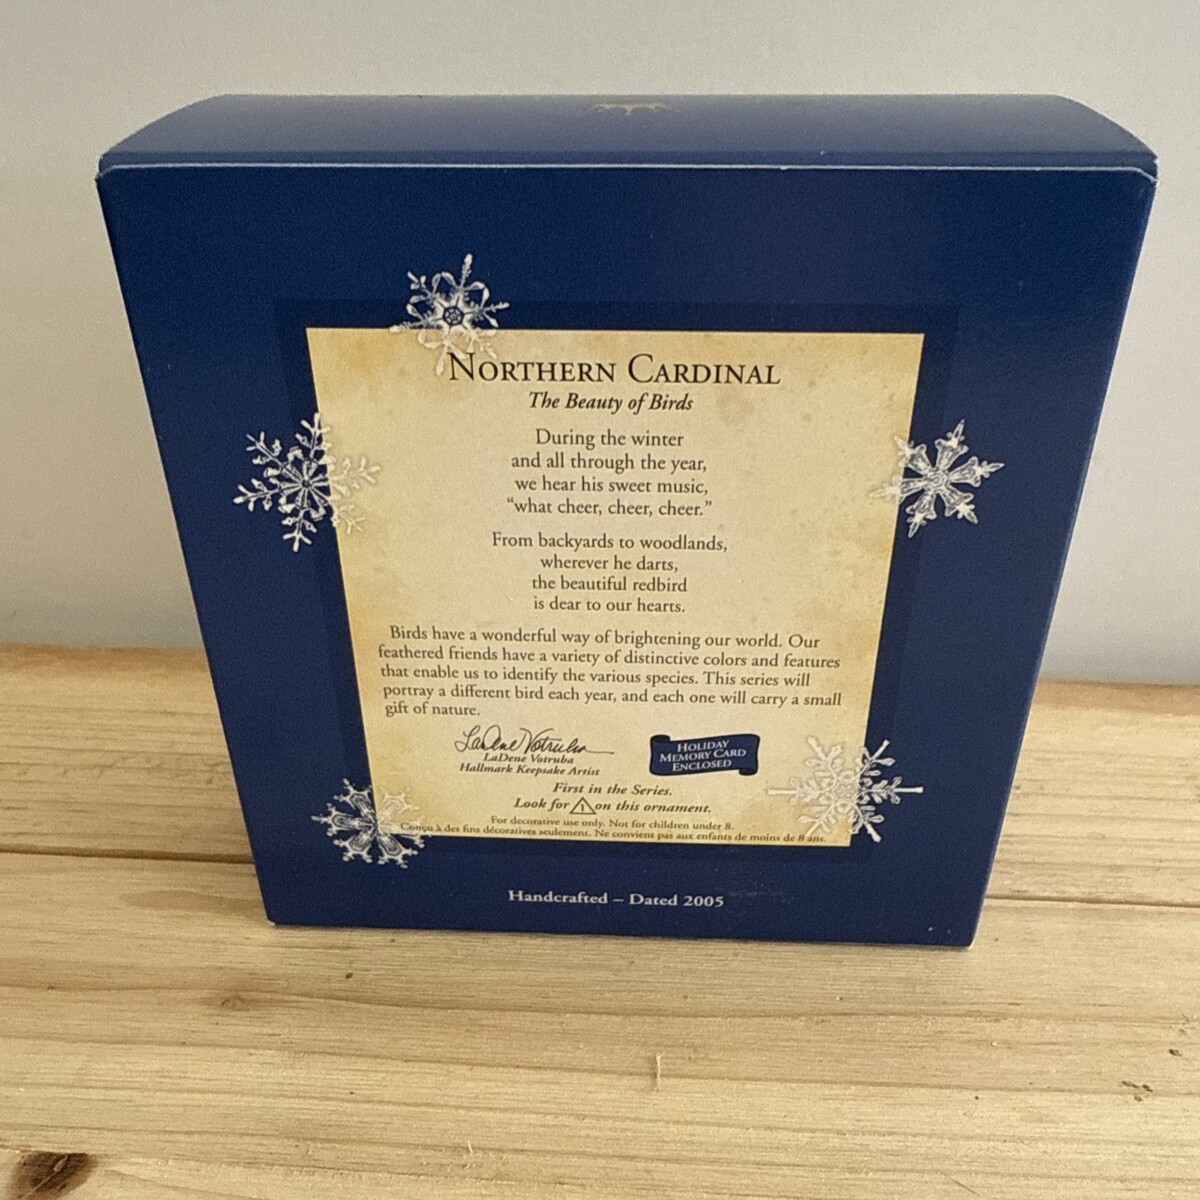 NORTHERN CARDINAL
The Beauty of Birds
During the winter
and all through the year,
we hear his sweet music,
“what cheer, cheer, cheer.”
From backyards to woodlands,
wherever he darts,
the beautiful redbird
is dear to our hearts.
Birds have a wonderful way of brightening our world. Our
feathered friends have a variety of distinctive colors and features
that enable us to identify the various species. This series will
portray a different bird each year, and each one will carry a small
gift of nature.
LaDene Votruba
LaDene Votruba
Hallmark Keepsake Artist
HOLIDAY
MEMORY CARD
ENCLOSED
First in the Series.
Look for 1 on this ornament.
For decorative use only. Not for children under 8.
Conçu à des fins décoratives seulement. Ne convient pas aux enfants de moins de 8 ans.
Handcrafted – Dated 2005